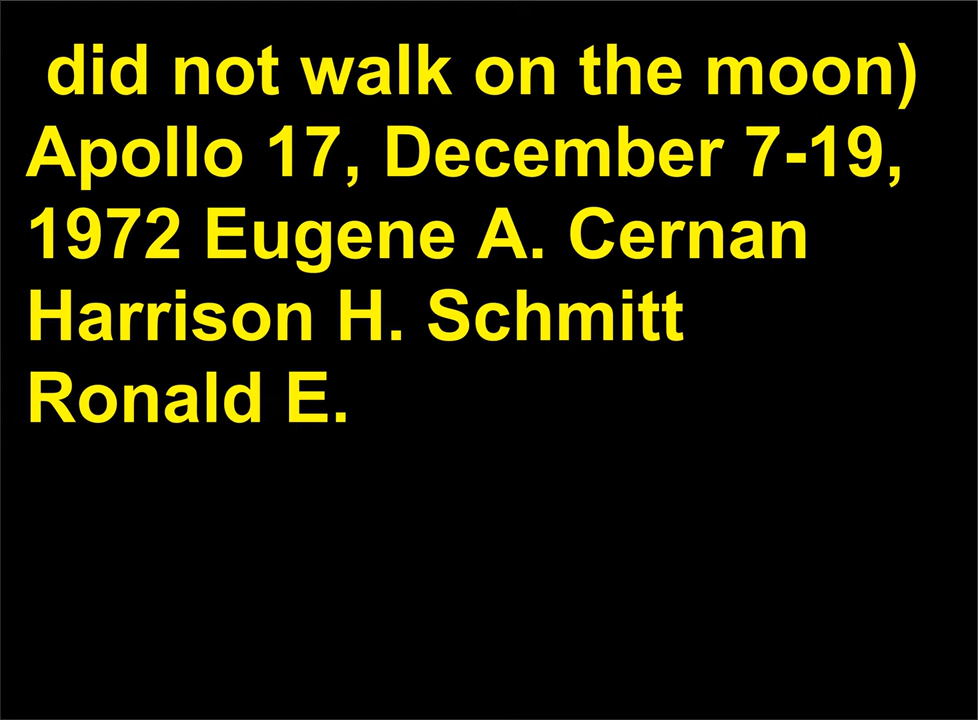 did not walk on the moon)
Apollo 17, December 7-19,
1972 Eugene A. Cernan
Harrison H. Schmitt
Ronald E.